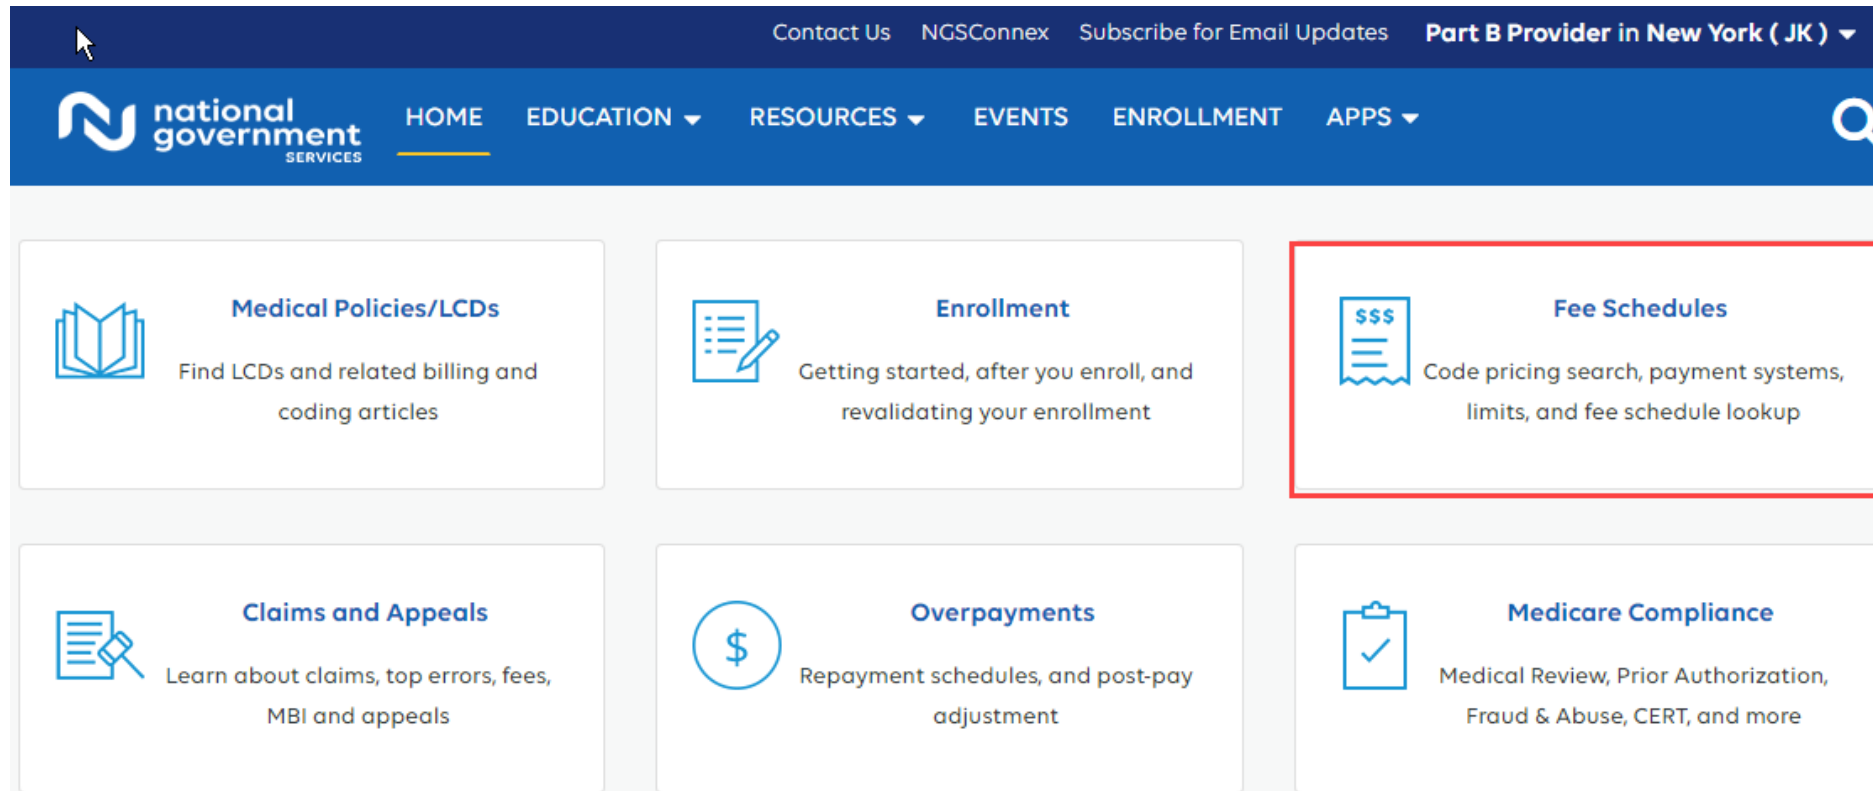 Contact Us NGSConnex Subscribe for Email Updates Part B Provider in New York ( JK )
national
government
SERVICES
HOME EDUCATION RESOURCES EVENTS ENROLLMENT APPS
Medical Policies/LCDs
Find LCDs and related billing and
coding articles
Enrollment
Getting started, after you enroll, and
revalidating your enrollment
$$$
Fee Schedules
Code pricing search, payment systems,
limits, and fee schedule lookup
Claims and Appeals
Learn about claims, top errors, fees,
MBI and appeals
$
Overpayments
Repayment schedules, and post-pay
adjustment
Medicare Compliance
Medical Review, Prior Authorization,
Fraud & Abuse, CERT, and more